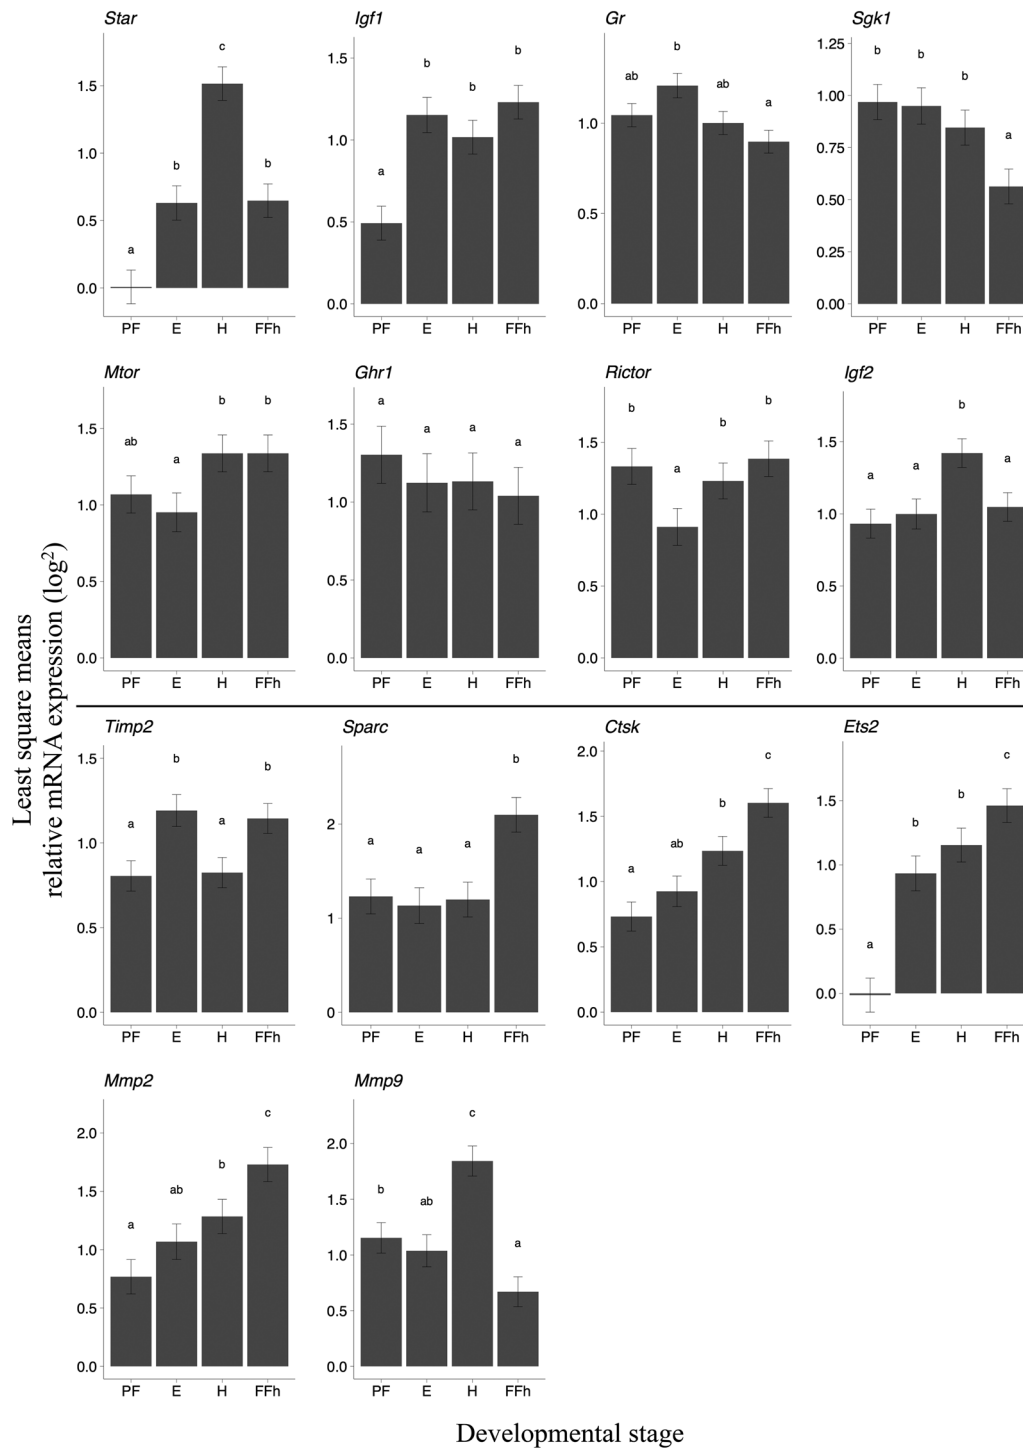 Star
c
b
b
a
1.5
1.0
0.5
0.0
PF E H FFh
Igf1
b
b
b
a
1.5
1.0
0.5
0.0
PF E H FFh
Gr
ab
b
ab
a
1.0
0.5
0.0
PF E H FFh
Sgk1
b
b
b
a
1.25
1.00
0.75
0.50
0.25
0.00
PF E H FFh
Mtor
ab
a
b
b
1.5
1.0
0.5
0.0
PF E H FFh
Ghr1
a
a
a
a
1.5
1.0
0.5
0.0
PF E H FFh
Rictor
b
a
b
b
1.5
1.0
0.5
0.0
PF E H FFh
Igf2
a
a
b
a
1.5
1.0
0.5
0.0
PF E H FFh
Least square means
relative mRNA expression (log²)
Timp2
a
b
a
b
1.5
1.0
0.5
0.0
PF E H FFh
Sparc
a
a
a
b
2
1
0
PF E H FFh
Ctsk
a
ab
b
c
2.0
1.5
1.0
0.5
0.0
PF E H FFh
Ets2
a
b
b
c
1.5
1.0
0.5
0.0
PF E H FFh
Mmp2
a
ab
b
c
2.0
1.5
1.0
0.5
0.0
PF E H FFh
Mmp9
b
ab
c
a
2.0
1.5
1.0
0.5
0.0
PF E H FFh
Developmental stage